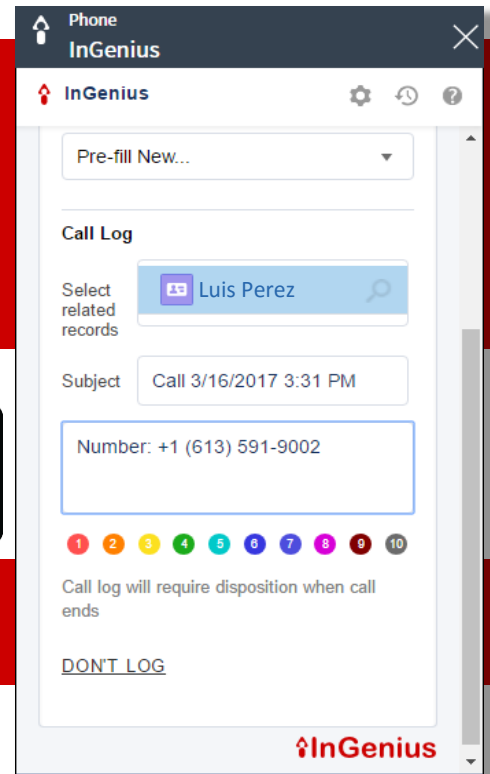 Phone
InGenius
InGenius
Pre-fill New...
Call Log
Select
related
records
Luis Perez
Subject
Call 3/16/2017 3:31 PM
Number: +1 (613) 591-9002
1 2 3 4 5 6 7 8 9 10
Call log will require disposition when call
ends
DON'T LOG
InGenius